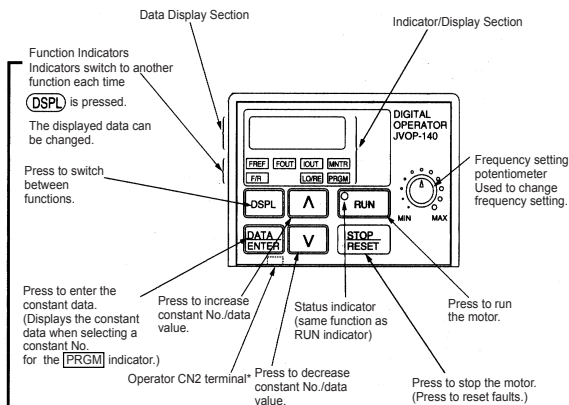 Data Display Section
Indicator/Display Section
Function Indicators
Indicators switch to another
function each time
DSPL is pressed.
The displayed data can
be changed.
Press to switch
between
functions.
DIGITAL
OPERATOR
JVOP-140
FREF FOUT IOUT MNTR
F/R LO/RE PRGM
DSPL ∧ RUN
MIN MAX
DATA
ENTER
∨
STOP
RESET
Frequency setting
potentiometer
Used to change
frequency setting.
Press to enter the
constant data.
(Displays the constant
data when selecting a
constant No.
for the PRGM indicator.)
Press to increase
constant No./data
value.
Operator CN2 terminal*
Press to decrease
constant No./data
value.
Status indicator
(same function as
RUN indicator)
Press to run
the motor.
Press to stop the motor.
(Press to reset faults.)